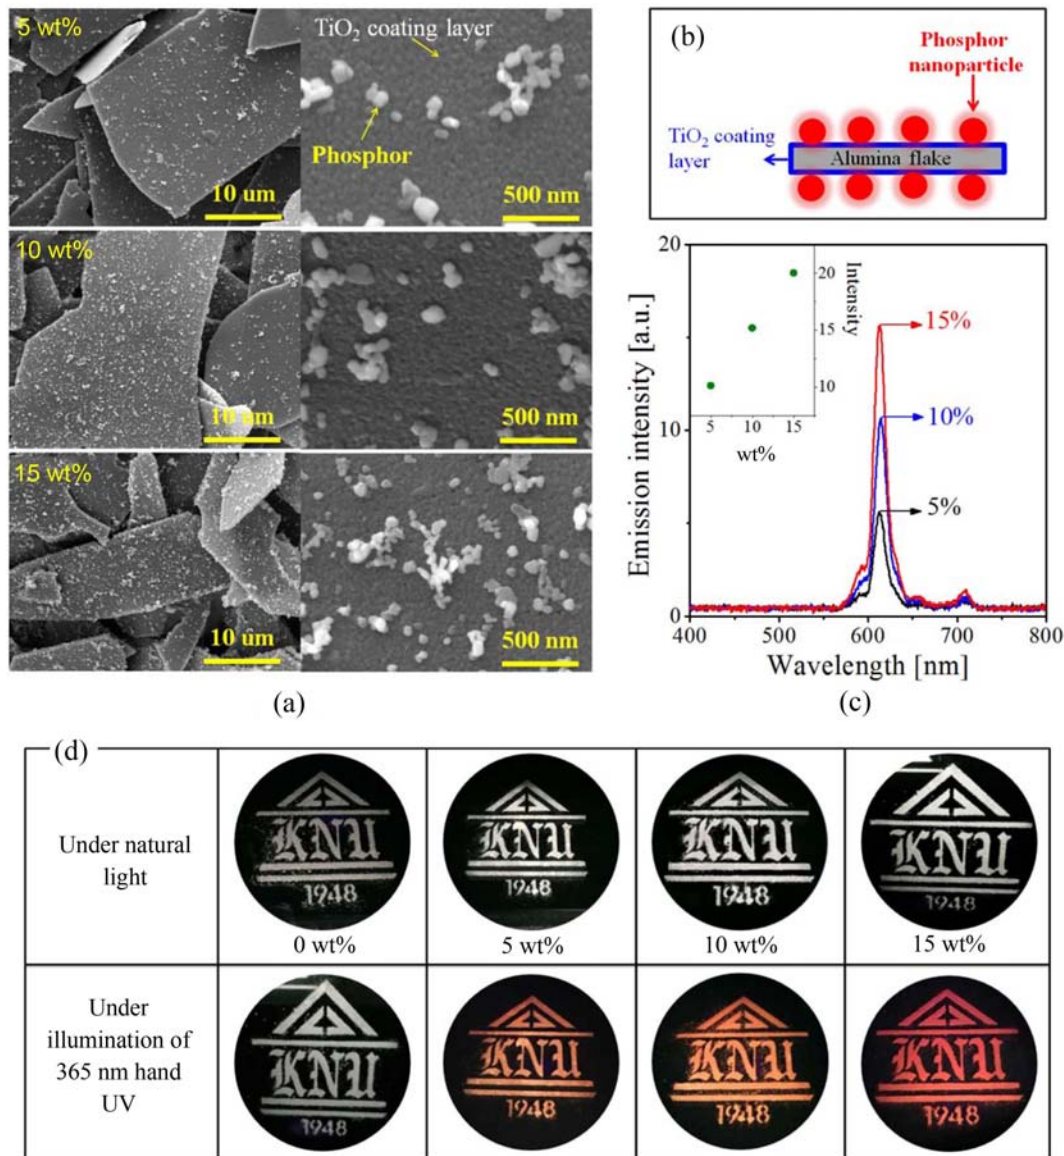 5 wt%
TiO₂ coating layer
Phosphor
10 um
500 nm
10 wt%
10 um
500 nm
15 wt%
10 um
500 nm
(a)
(b)
Phosphor
nanoparticle
TiO₂ coating
layer
Alumina flake
20
10
0
Emission intensity [a.u.]
20
15
10
Intensity
5 10 15
wt%
15%
10%
5%
400 500 600 700 800
Wavelength [nm]
(c)
(d)
Under natural
light
KNU
1948
0 wt%
KNU
1948
5 wt%
KNU
1948
10 wt%
KNU
1948
15 wt%
Under
illumination of
365 nm hand
UV
KNU
1948
KNU
1948
KNU
1948
KNU
1948